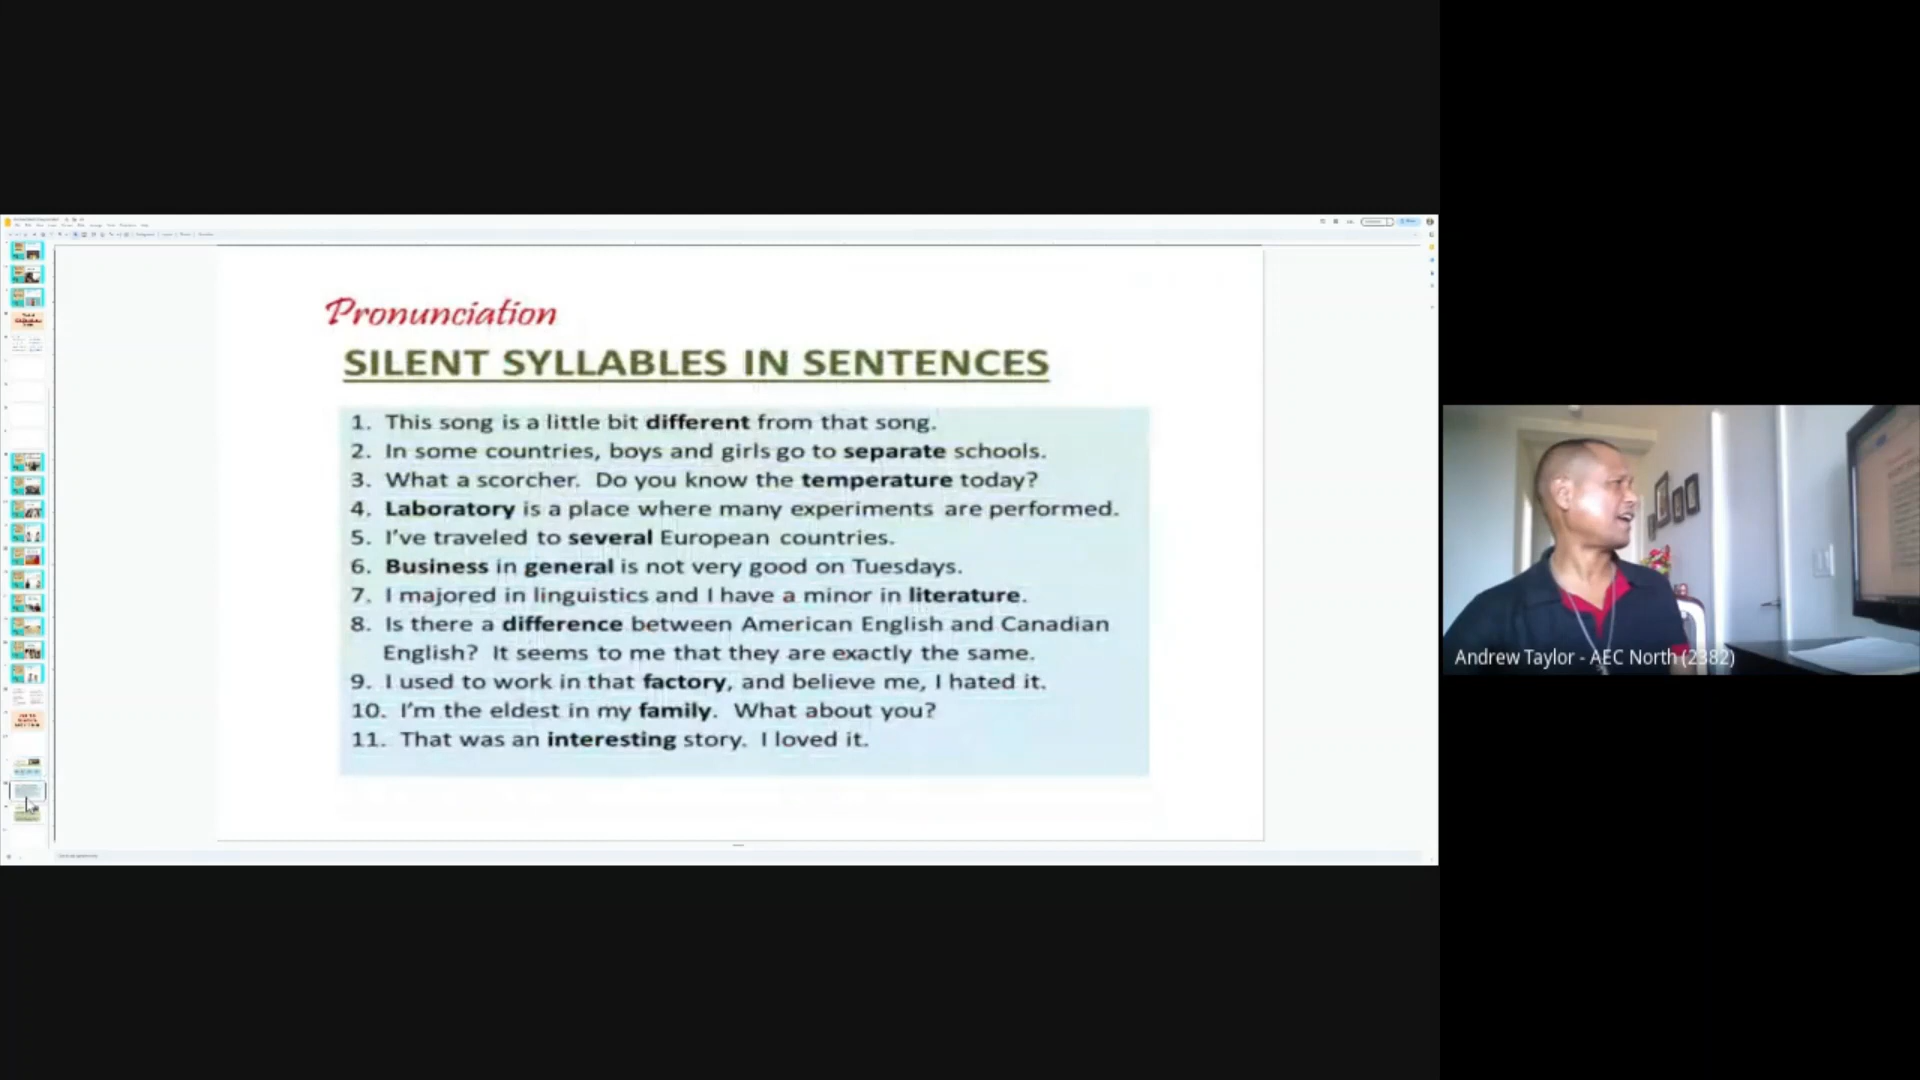 Pronunciation
SILENT SYLLABLES IN SENTENCES
1. This song is a little bit different from that song.
2. In some countries, boys and girls go to separate schools.
3. What a scorcher. Do you know the temperature today?
4. Laboratory is a place where many experiments are performed.
5. I've traveled to several European countries.
6. Business in general is not very good on Tuesdays.
7. I majored in linguistics and I have a minor in literature.
8. Is there a difference between American English and Canadian
English? It seems to me that they are exactly the same.
9. I used to work in that factory, and believe me, I hated it.
10. I'm the eldest in my family. What about you?
11. That was an interesting story. I loved it.
Andrew Taylor - AEC North (2382)